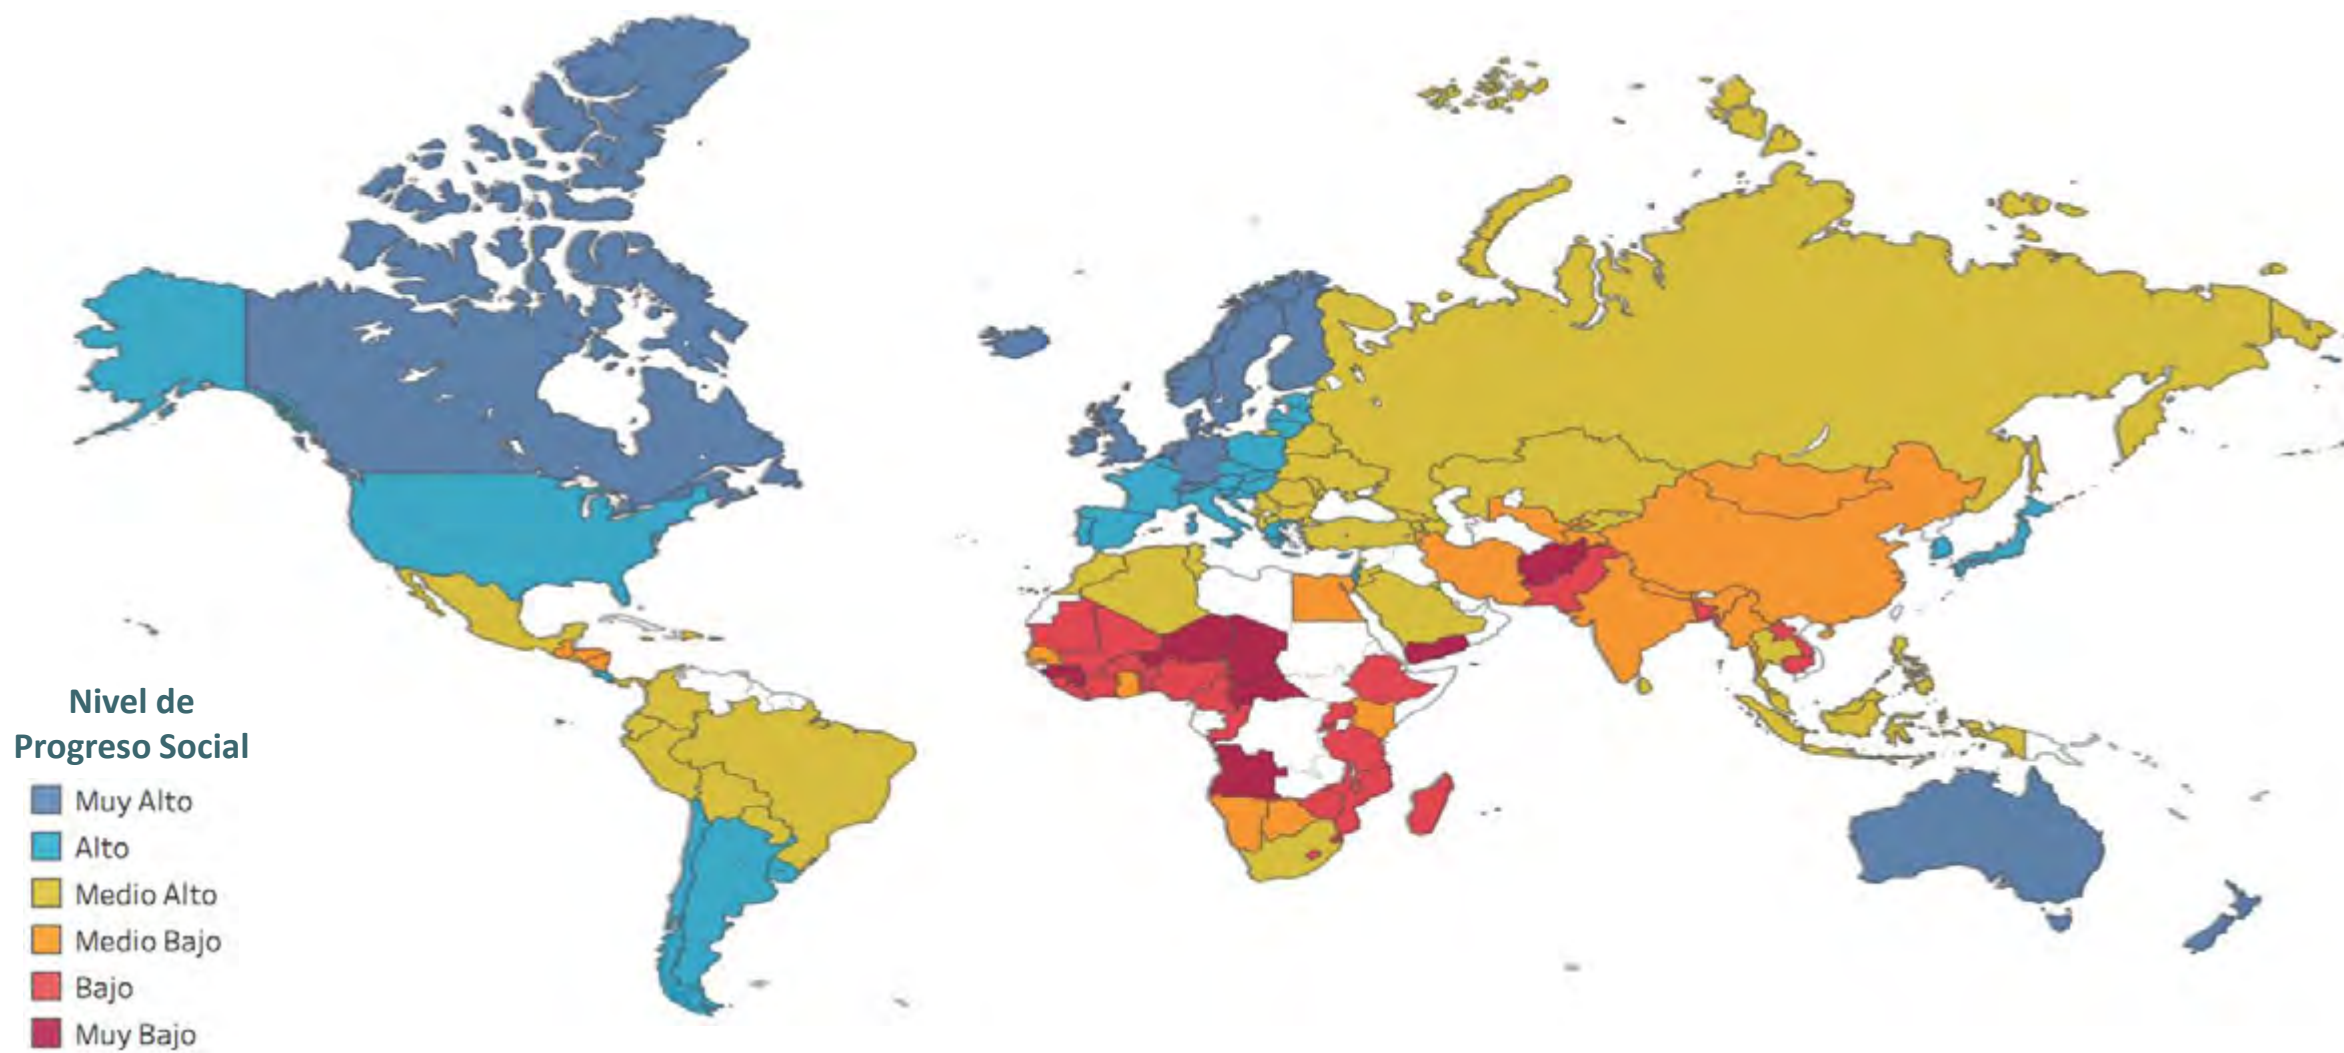 Nivel de
Progreso Social
Muy Alto
Alto
Medio Alto
Medio Bajo
Bajo
Muy Bajo